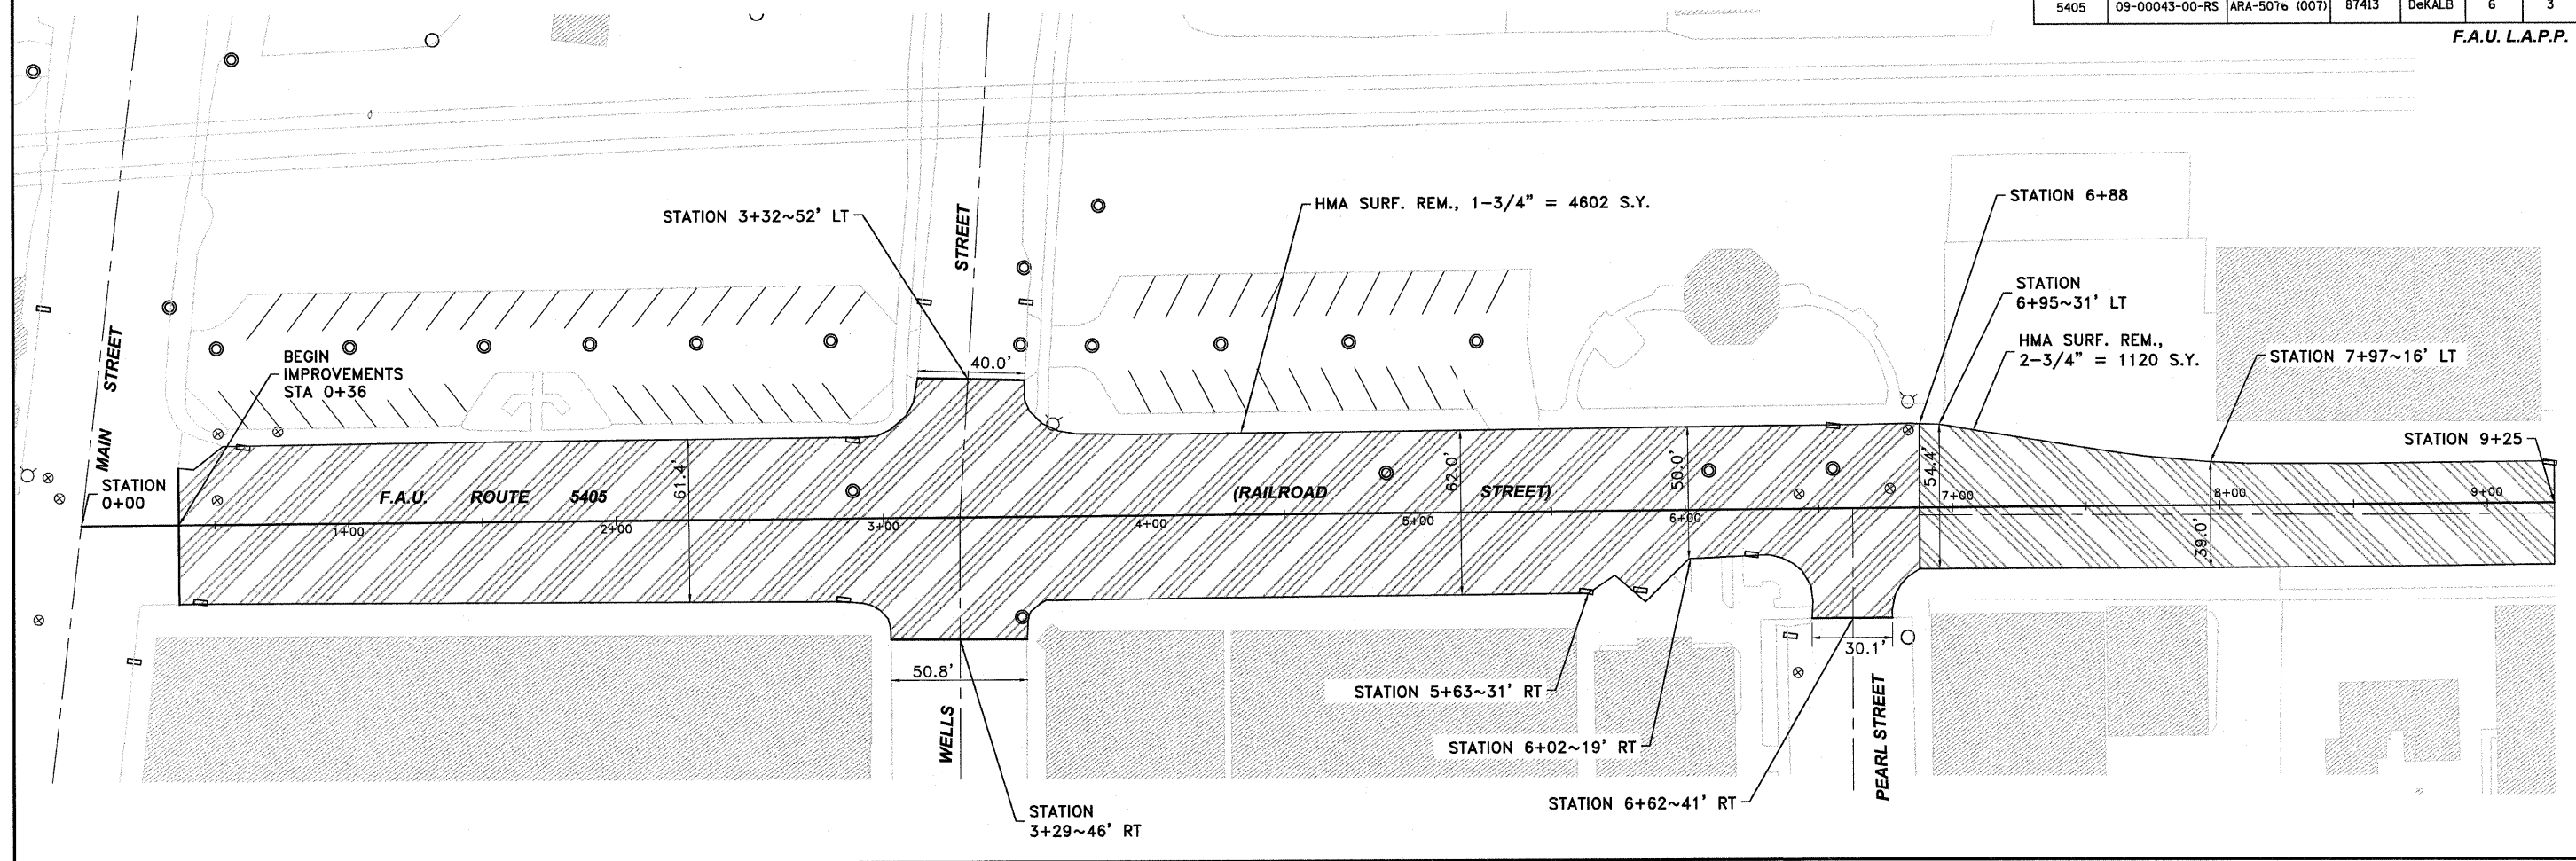 5405 09-00043-00-RS ARA-5076 (007) 87413 DeKALB 6 3
F.A.U. L.A.P.P.
STATION 3+32~52' LT
STREET
HMA SURF. REM., 1-3/4" = 4602 S.Y.
STATION 6+88
STATION
6+95~31' LT
HMA SURF. REM.,
2-3/4" = 1120 S.Y.
STATION 7+97~16' LT
STATION 9+25
MAIN STREET
BEGIN
IMPROVEMENTS
STA 0+36
40.0'
STATION
0+00
F.A.U. ROUTE 5405
61.4'
(RAILROAD STREET)
62.0'
50.0'
54.4'
39.0'
1+00
2+00
3+00
4+00
5+00
6+00
7+00
8+00
9+00
50.8'
30.1'
WELLS
STATION 5+63~31' RT
STATION 6+02~19' RT
STATION 6+62~41' RT
PEARL STREET
STATION
3+29~46' RT